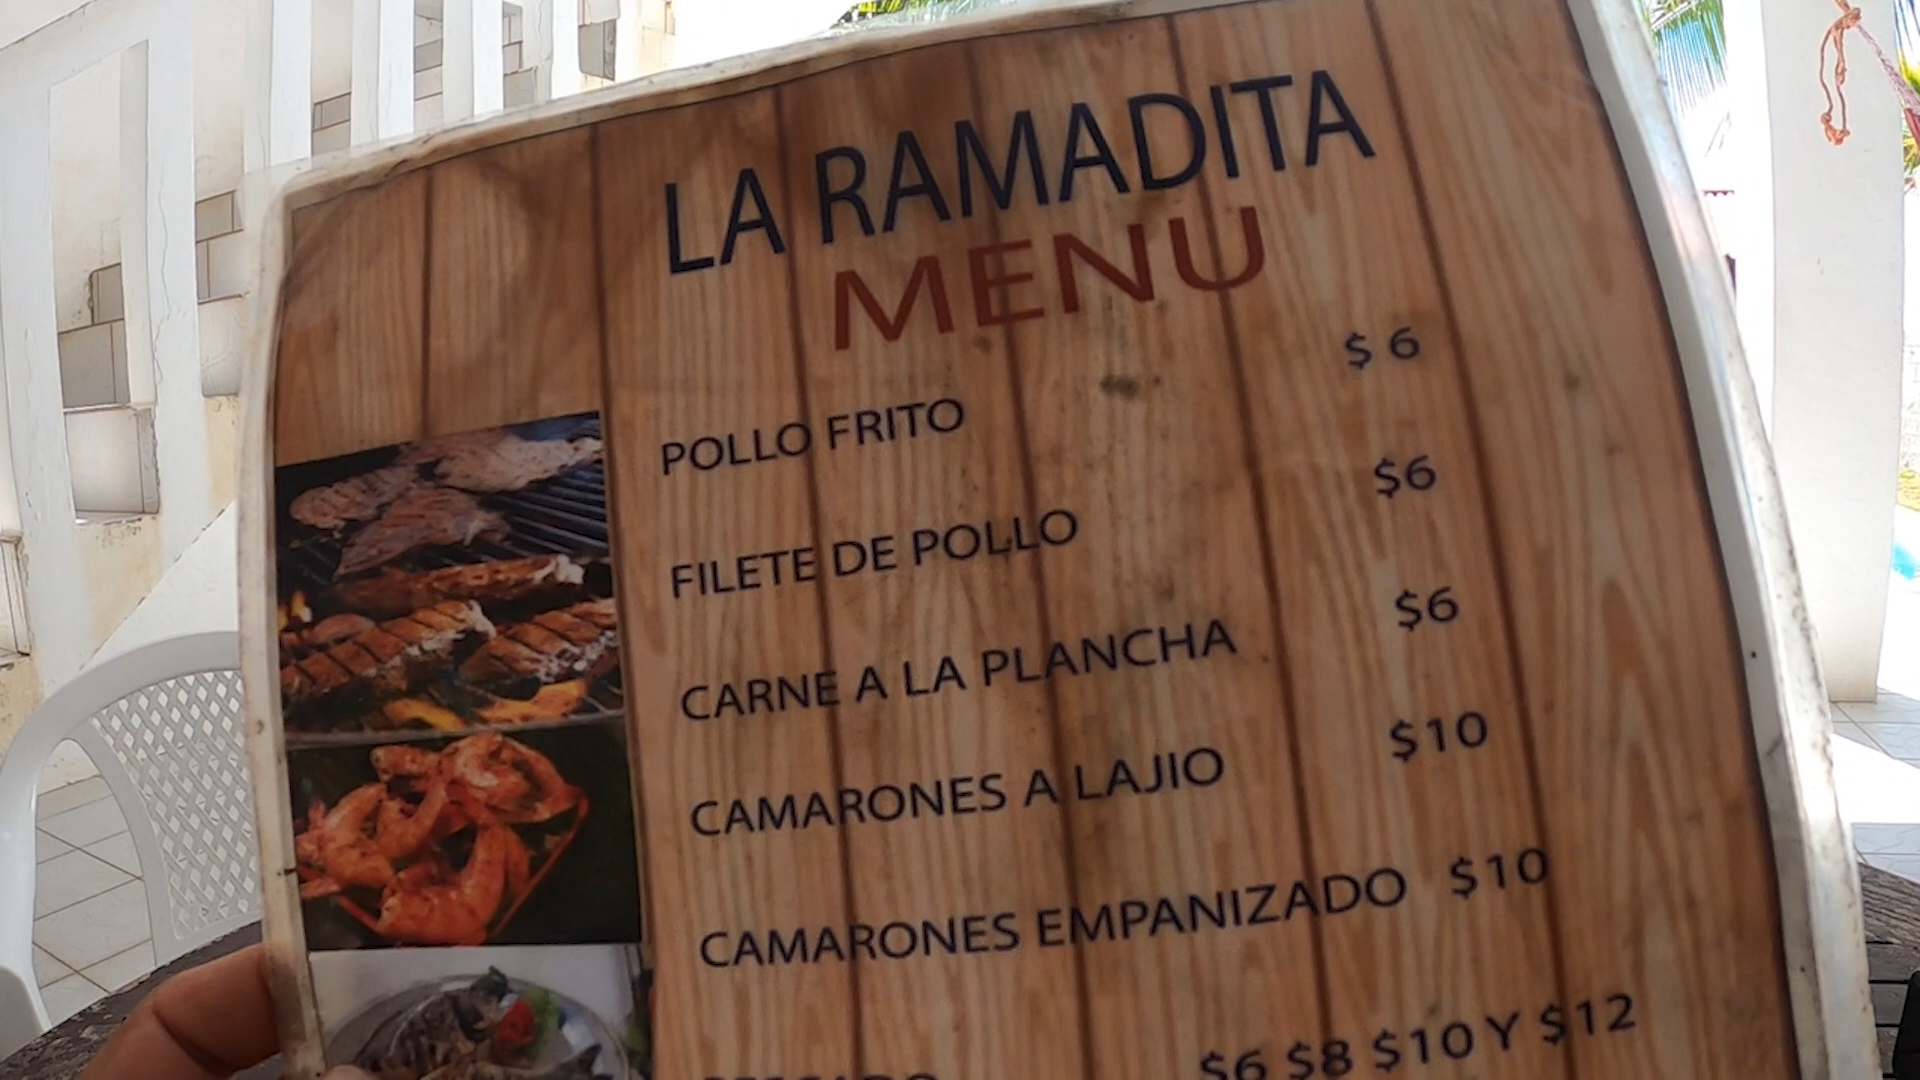 LA RAMADITA
MENU
POLLO FRITO $ 6
FILETE DE POLLO $6
CARNE A LA PLANCHA $6
CAMARONES A LAJIO $10
CAMARONES EMPANIZADO $10
$6 $8 $10 Y $12